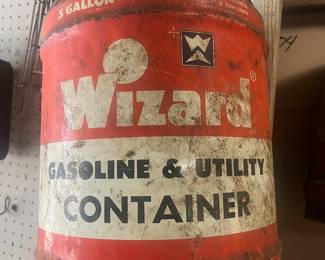 5 GALLON
W
Wizard®
GASOLINE & UTILITY
CONTAINER